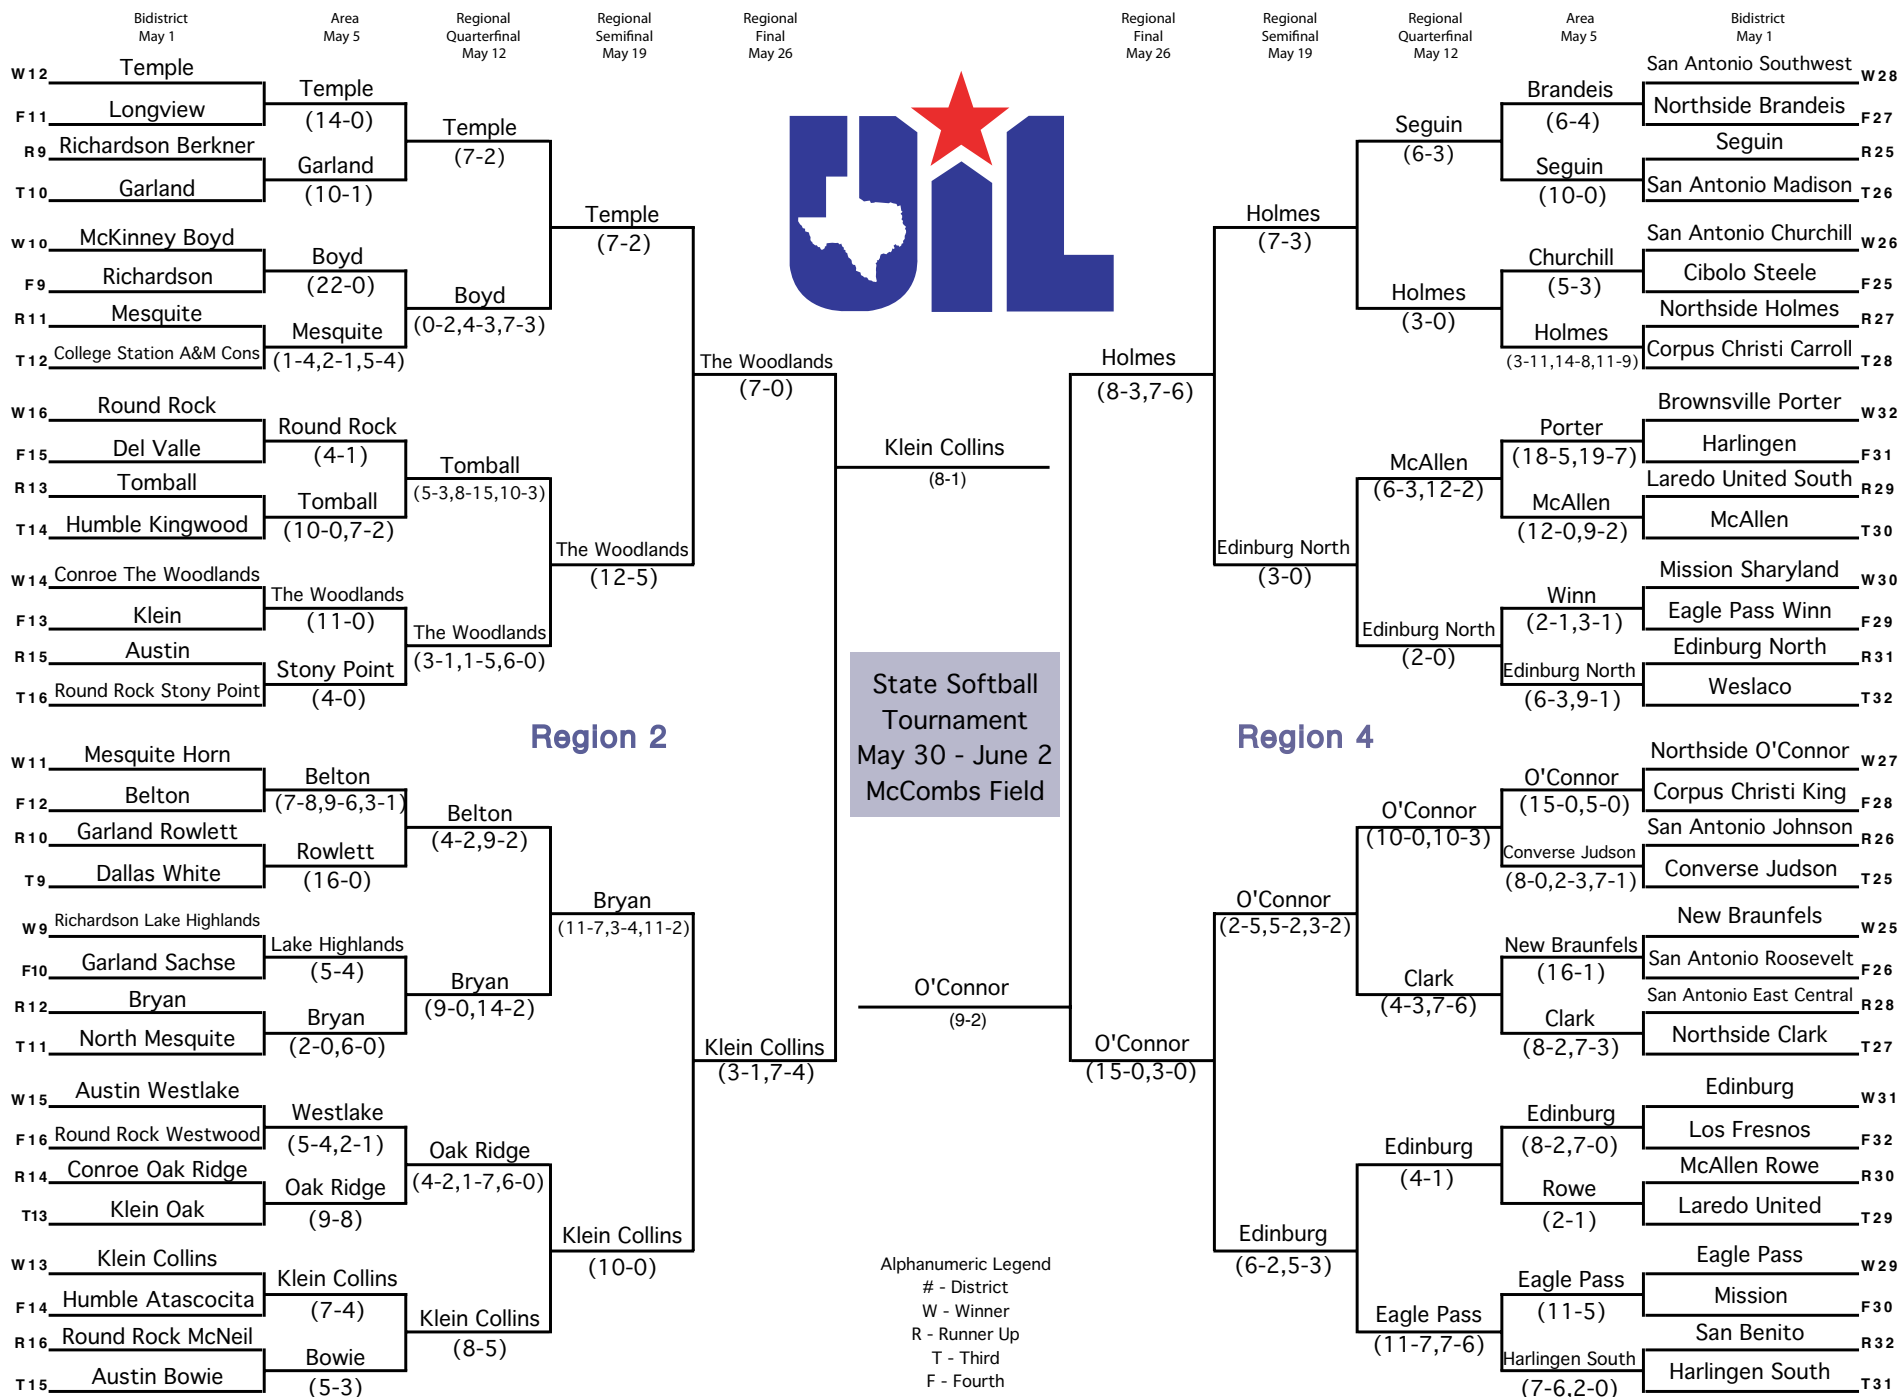 Bidistrict
May 1
Area
May 5
Regional
Quarterfinal
May 12
Regional
Semifinal
May 19
Regional
Final
May 26
Regional
Final
May 26
Regional
Semifinal
May 19
Regional
Quarterfinal
May 12
Area
May 5
Bidistrict
May 1
W12 Temple
F11 Longview
R9 Richardson Berkner
T10 Garland
W10 McKinney Boyd
F9 Richardson
R11 Mesquite
T12 College Station A&M Cons
W16 Round Rock
F15 Del Valle
R13 Tomball
T14 Humble Kingwood
W14 Conroe The Woodlands
F13 Klein
R15 Austin
T16 Round Rock Stony Point
W11 Mesquite Horn
F12 Belton
R10 Garland Rowlett
T9 Dallas White
W9 Richardson Lake Highlands
F10 Garland Sachse
R12 Bryan
T11 North Mesquite
W15 Austin Westlake
F16 Round Rock Westwood
R14 Conroe Oak Ridge
T13 Klein Oak
W13 Klein Collins
F14 Humble Atascocita
R16 Round Rock McNeil
T15 Austin Bowie
Temple
(14-0)
Garland
(10-1)
Boyd
(22-0)
Mesquite
(1-4,2-1,5-4)
Round Rock
(4-1)
Tomball
(10-0,7-2)
The Woodlands
(11-0)
Stony Point
(4-0)
Belton
(7-8,9-6,3-1)
Rowlett
(16-0)
Lake Highlands
(5-4)
Bryan
(2-0,6-0)
Westlake
(5-4,2-1)
Oak Ridge
(9-8)
Klein Collins
(7-4)
Bowie
(5-3)
Temple
(7-2)
Boyd
(0-2,4-3,7-3)
Tomball
(5-3,8-15,10-3)
The Woodlands
(3-1,1-5,6-0)
Belton
(4-2,9-2)
Bryan
(9-0,14-2)
Oak Ridge
(4-2,1-7,6-0)
Klein Collins
(8-5)
Temple
(7-2)
The Woodlands
(12-5)
Bryan
(11-7,3-4,11-2)
Klein Collins
(10-0)
The Woodlands
(7-0)
Klein Collins
(3-1,7-4)
Region 2
UIL
Klein Collins
(8-1)
State Softball
Tournament
May 30 - June 2
McCombs Field
O'Connor
(9-2)
Alphanumeric Legend
# - District
W - Winner
R - Runner Up
T - Third
F - Fourth
Region 4
Holmes
(8-3,7-6)
O'Connor
(15-0,3-0)
Holmes
(7-3)
Edinburg North
(3-0)
O'Connor
(2-5,5-2,3-2)
Edinburg
(6-2,5-3)
Seguin
(6-3)
Holmes
(3-0)
McAllen
(6-3,12-2)
Edinburg North
(2-0)
O'Connor
(10-0,10-3)
Clark
(4-3,7-6)
Edinburg
(4-1)
Eagle Pass
(11-7,7-6)
Brandeis
(6-4)
Seguin
(10-0)
Churchill
(5-3)
Holmes
(3-11,14-8,11-9)
Porter
(18-5,19-7)
McAllen
(12-0,9-2)
Winn
(2-1,3-1)
Edinburg North
(6-3,9-1)
O'Connor
(15-0,5-0)
Converse Judson
(8-0,2-3,7-1)
New Braunfels
(16-1)
Clark
(8-2,7-3)
Edinburg
(8-2,7-0)
Rowe
(2-1)
Eagle Pass
(11-5)
Harlingen South
(7-6,2-0)
San Antonio Southwest W28
Northside Brandeis F27
Seguin R25
San Antonio Madison T26
San Antonio Churchill W26
Cibolo Steele F25
Northside Holmes R27
Corpus Christi Carroll T28
Brownsville Porter W32
Harlingen F31
Laredo United South R29
McAllen T30
Mission Sharyland W30
Eagle Pass Winn F29
Edinburg North R31
Weslaco T32
Northside O'Connor W27
Corpus Christi King F28
San Antonio Johnson R26
Converse Judson T25
New Braunfels W25
San Antonio Roosevelt F26
San Antonio East Central R28
Northside Clark T27
Edinburg W31
Los Fresnos F32
McAllen Rowe R30
Laredo United T29
Eagle Pass W29
Mission F30
San Benito R32
Harlingen South T31